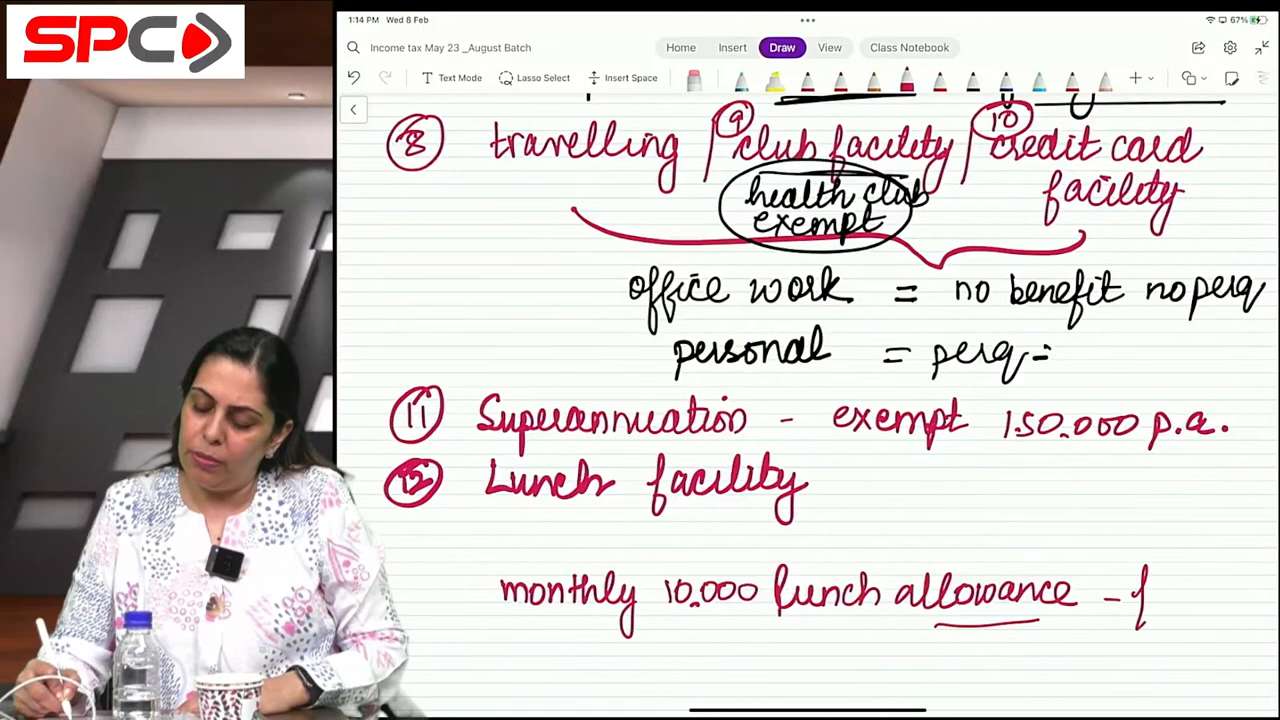 SPC
1:14 PM Wed 8 Feb
67%
Income tax May 23 _August Batch
Home Insert Draw View Class Notebook
Text Mode Lasso Select Insert Space
8 travelling | 9 club facility | 10 credit card
facility
health club
exempt
office work = no benefit no perq
personal = perq =
11 Superannuation - exempt 1,50,000 p.a.
12 Lunch facility
monthly 10,000 lunch allowance - f